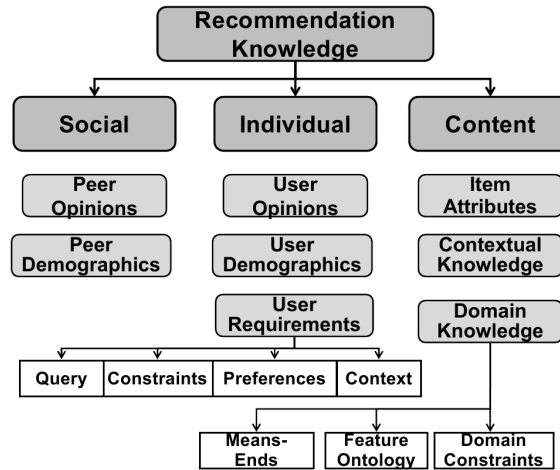 Recommendation
Knowledge
Social
Individual
Content
Peer
Opinions
User
Opinions
Item
Attributes
Peer
Demographics
User
Demographics
Contextual
Knowledge
User
Requirements
Domain
Knowledge
Query
Constraints
Preferences
Context
Means-
Ends
Feature
Ontology
Domain
Constraints